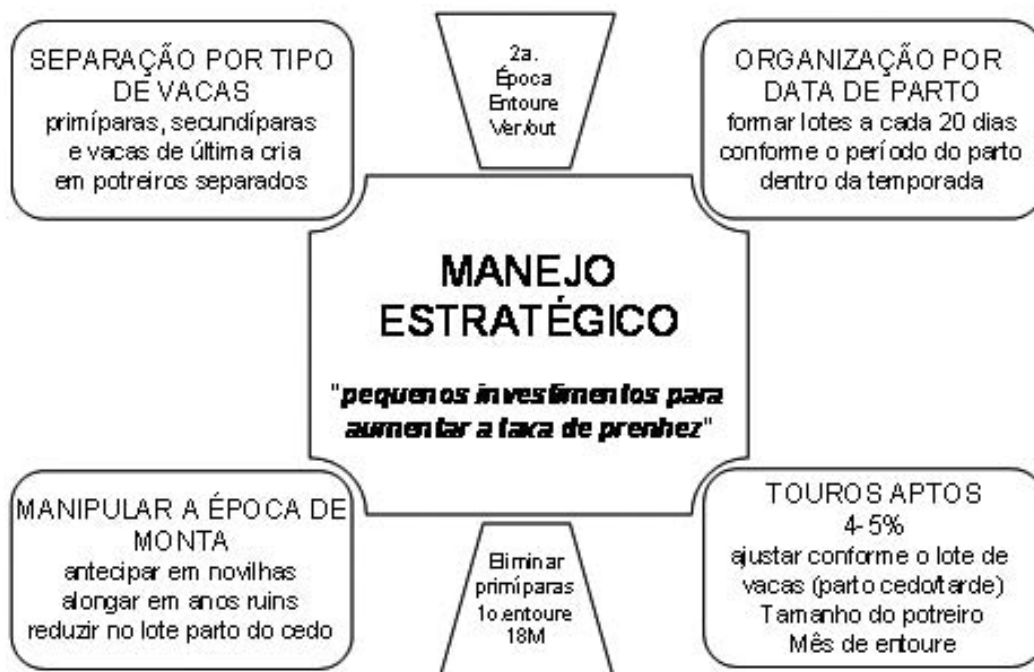 SEPARAÇÃO POR TIPO
DE VACAS
primíparas, secundíparas
e vacas de última cria
em potreiros separados
2a.
Época
Entoure
Ver/out
ORGANIZAÇÃO POR
DATA DE PARTO
formar lotes a cada 20 dias
conforme o período do parto
dentro da temporada
MANEJO
ESTRATÉGICO
"pequenos investimentos para
aumentar a taxa de prenhez"
MANIPULAR A ÉPOCA DE
MONTA
antecipar em novilhas
alongar em anos ruins
reduzir no lote parto do cedo
Eliminar
primíparas
1o.entoure
18M
TOUROS APTOS
4-5%
ajustar conforme o lote de
vacas (parto cedo/tarde)
Tamanho do potreiro
Mês de entoure